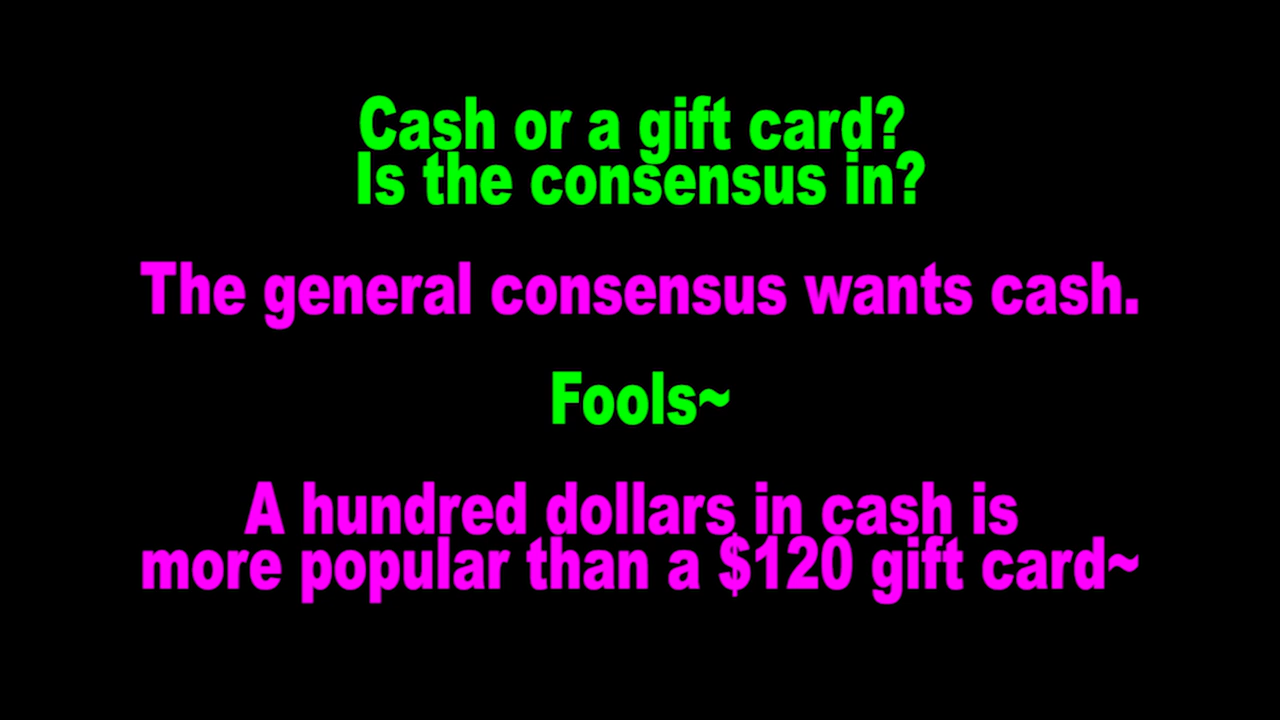 Cash or a gift card?
Is the consensus in?
The general consensus wants cash.
Fools~
A hundred dollars in cash is
more popular than a $120 gift card~